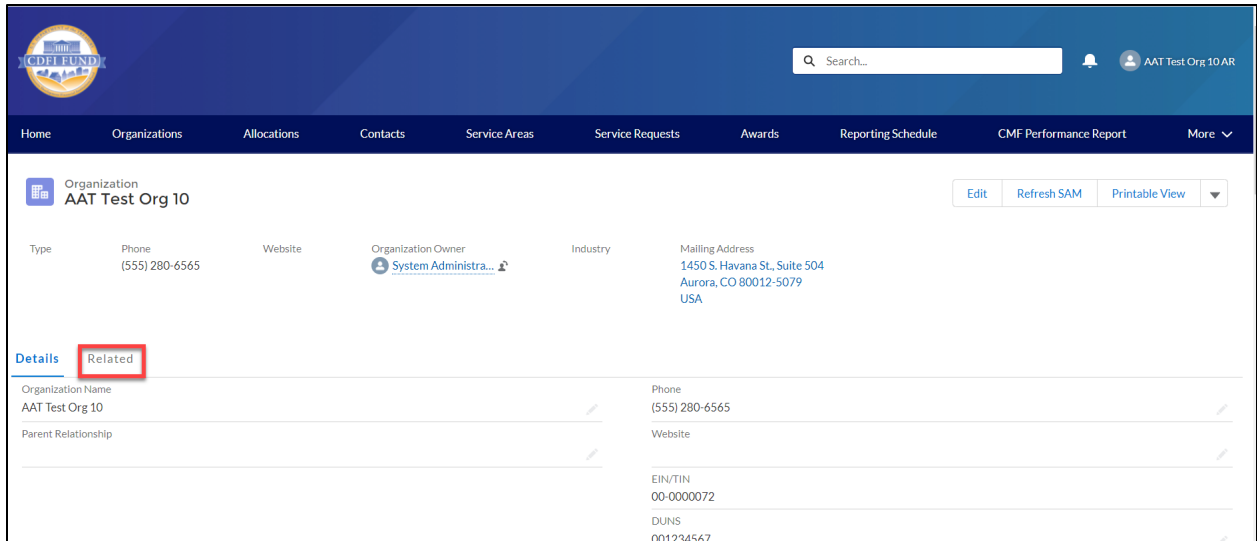 CDFI FUND
Search...
AAT Test Org 10 AR
Home Organizations Allocations Contacts Service Areas Service Requests Awards Reporting Schedule CMF Performance Report More
Organization
AAT Test Org 10
Edit Refresh SAM Printable View
Type Phone Website Organization Owner Industry Mailing Address
(555) 280-6565 System Administra... 1450 S. Havana St., Suite 504
Aurora, CO 80012-5079
USA
Details Related
Organization Name Phone
AAT Test Org 10 (555) 280-6565
Parent Relationship Website
EIN/TIN
00-0000072
DUNS
001234567